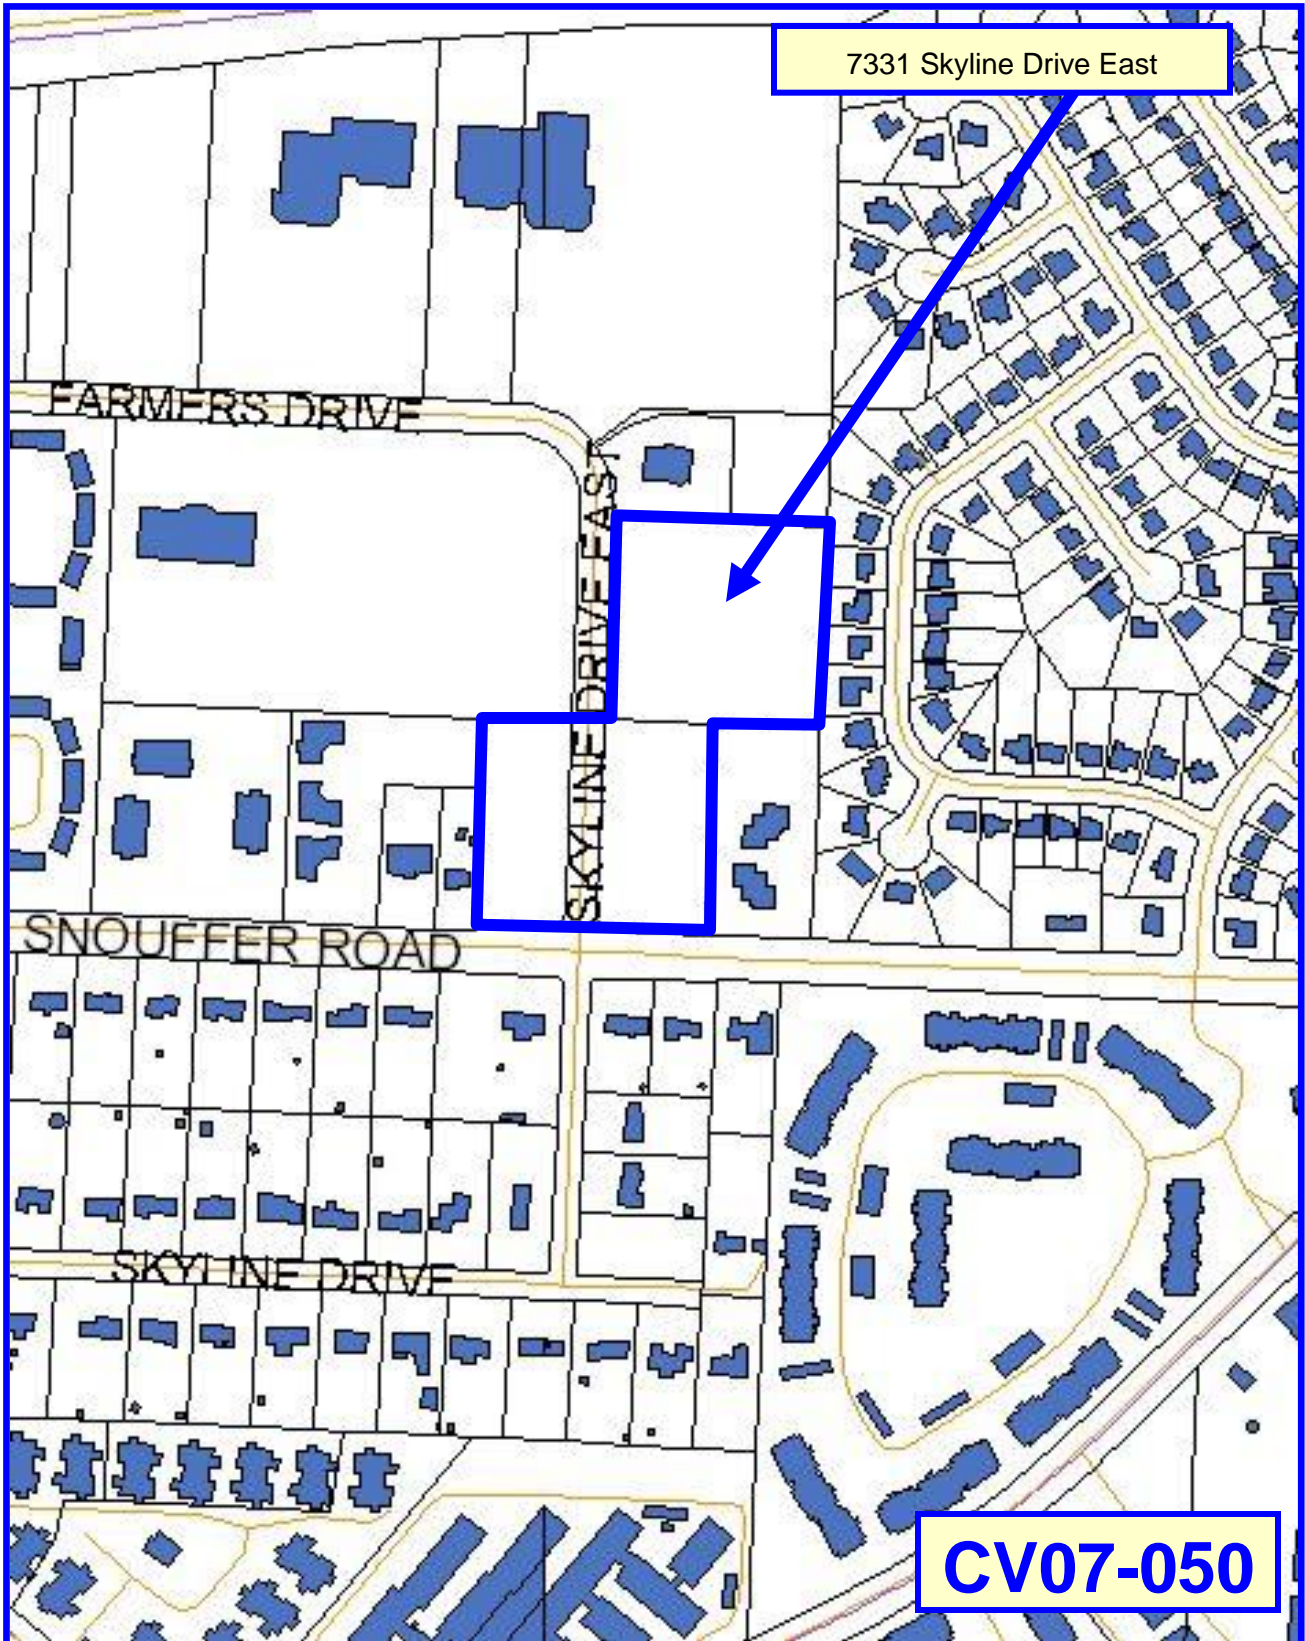 7331 Skyline Drive East
FARMERS DRIVE
SKYLINE DRIVE EAST
SNOUFFER ROAD
SKYLINE DRIVE
CV07-050